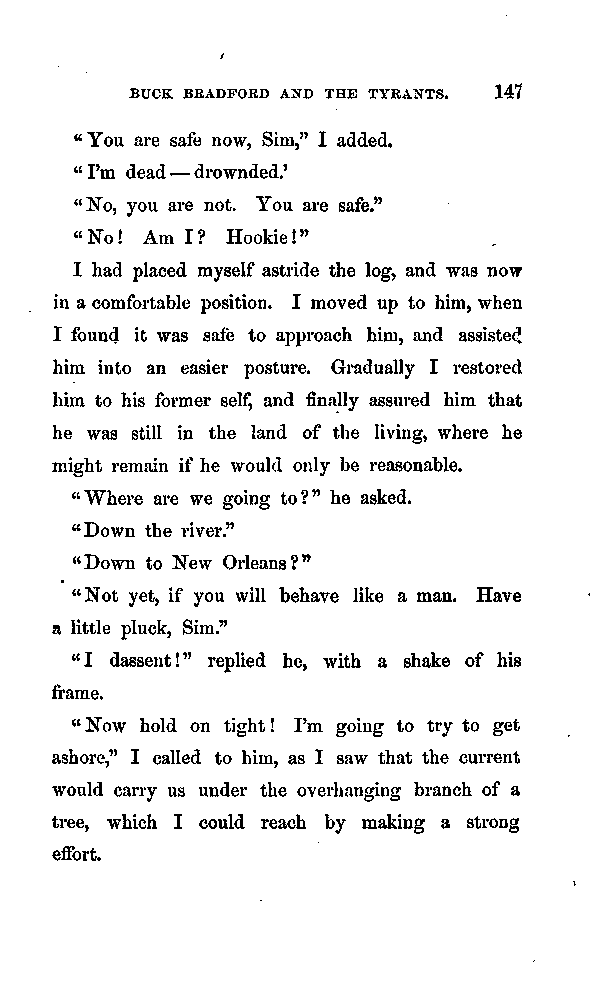 BUCK BRADFORD AND THE TYRANTS. 147
“You are safe now, Sim,” I added.
“I'm dead — drownded.’
“No, you are not. You are safe.”
“No! Am I? Hookie!”
I had placed myself astride the log, and was now
in a comfortable position. I moved up to him, when
I found it was safe to approach him, and assisted
him into an easier posture. Gradually I restored
him to his former self, and finally assured him that
he was still in the land of the living, where he
might remain if he would only be reasonable.
“Where are we going to?” he asked.
“Down the river.”
“Down to New Orleans?”
“Not yet, if you will behave like a man. Have
a little pluck, Sim.”
“I dassent!” replied he, with a shake of his
frame.
“Now hold on tight! I'm going to try to get
ashore,” I called to him, as I saw that the current
would carry us under the overhanging branch of a
tree, which I could reach by making a strong
effort.